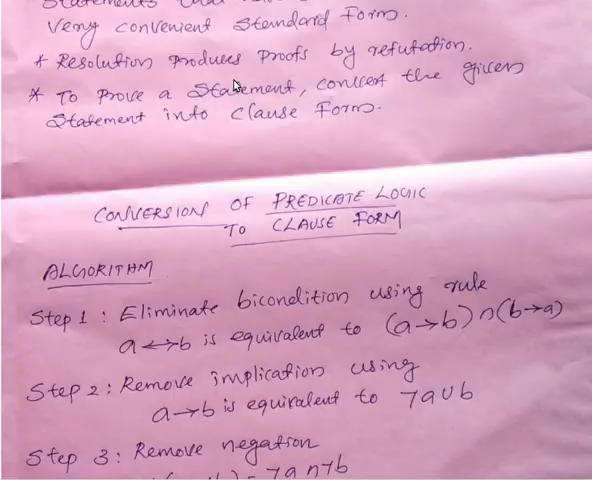 Very convenient Standard Form.
* Resolution produces proofs by refutation.
* To Prove a Statement, convert the given
Statement into Clause Form.
CONVERSION OF PREDICATE LOGIC
TO CLAUSE FORM
ALGORITHM
Step 1 : Eliminate bicondition using rule
a↔b is equivalent to (a→b)∩(b→a)
Step 2 : Remove implication using
a→b is equivalent to ¬a∪b
Step 3 : Remove negation
= ¬a∩¬b